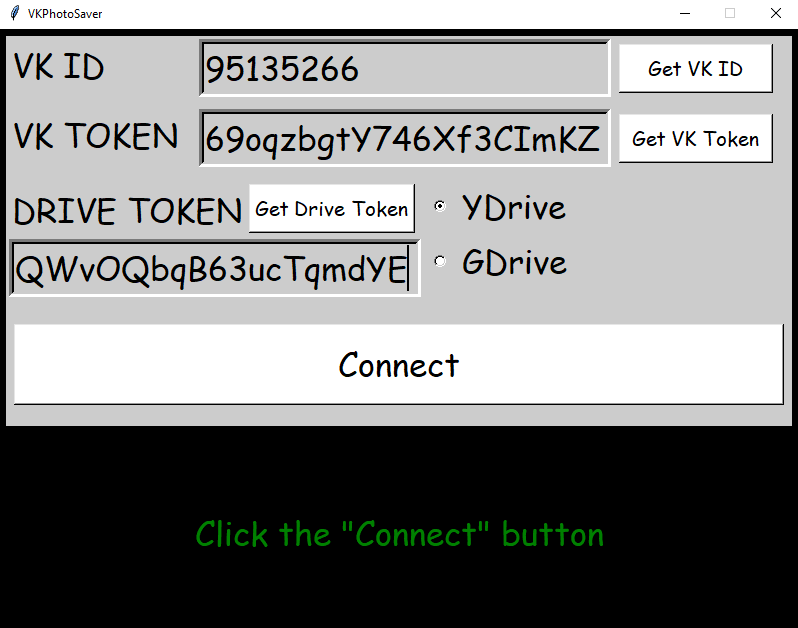 VKPhotoSaver
VK ID 95135266 Get VK ID
VK TOKEN 69oqzbgtY746Xf3CImKZ Get VK Token
DRIVE TOKEN Get Drive Token YDrive
QWvOQbqB63ucTqmdYE GDrive
Connect
Click the "Connect" button